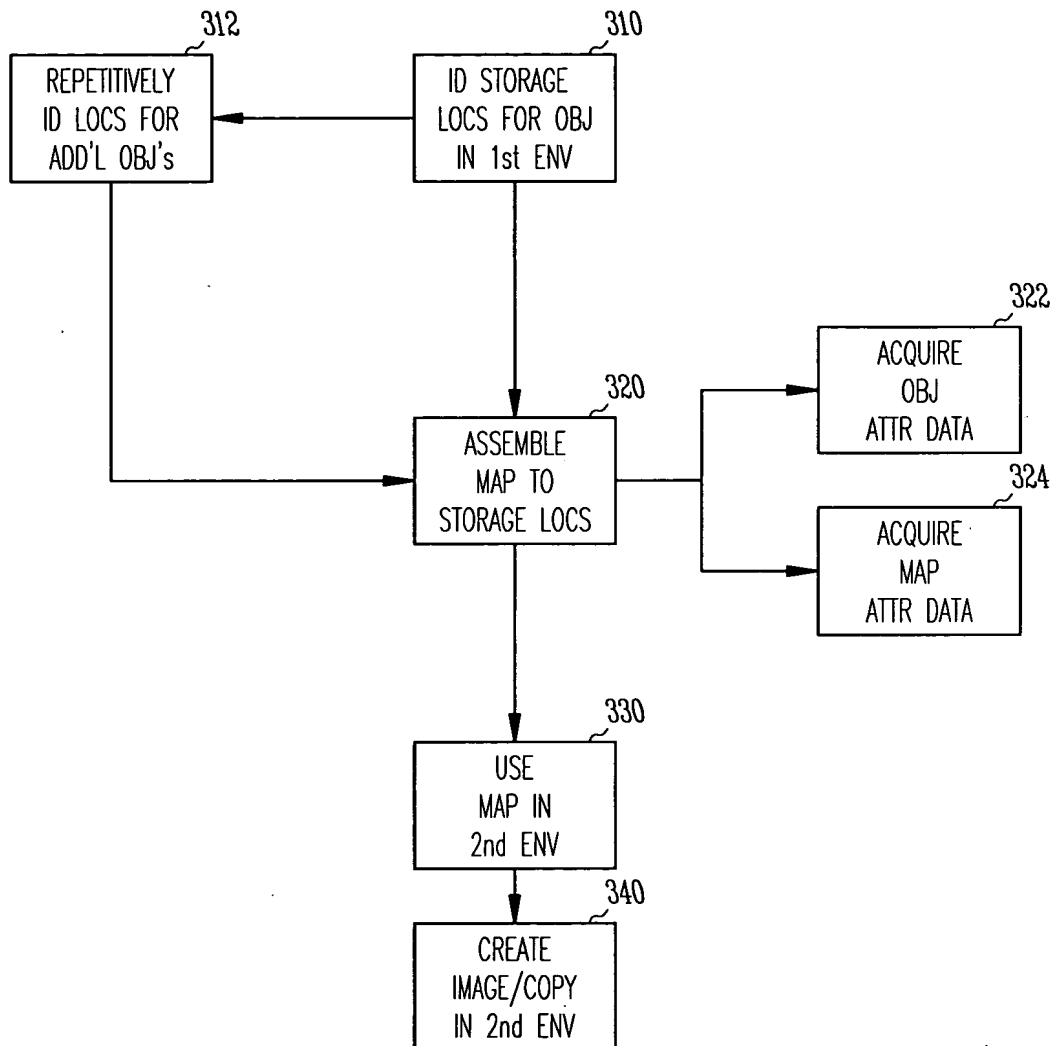 312
REPETITIVELY
ID LOCS FOR
ADD'L OBJ's
310
ID STORAGE
LOCS FOR OBJ
IN 1st ENV
322
ACQUIRE
OBJ
ATTR DATA
320
ASSEMBLE
MAP TO
STORAGE LOCS
324
ACQUIRE
MAP
ATTR DATA
330
USE
MAP IN
2nd ENV
340
CREATE
IMAGE/COPY
IN 2nd ENV